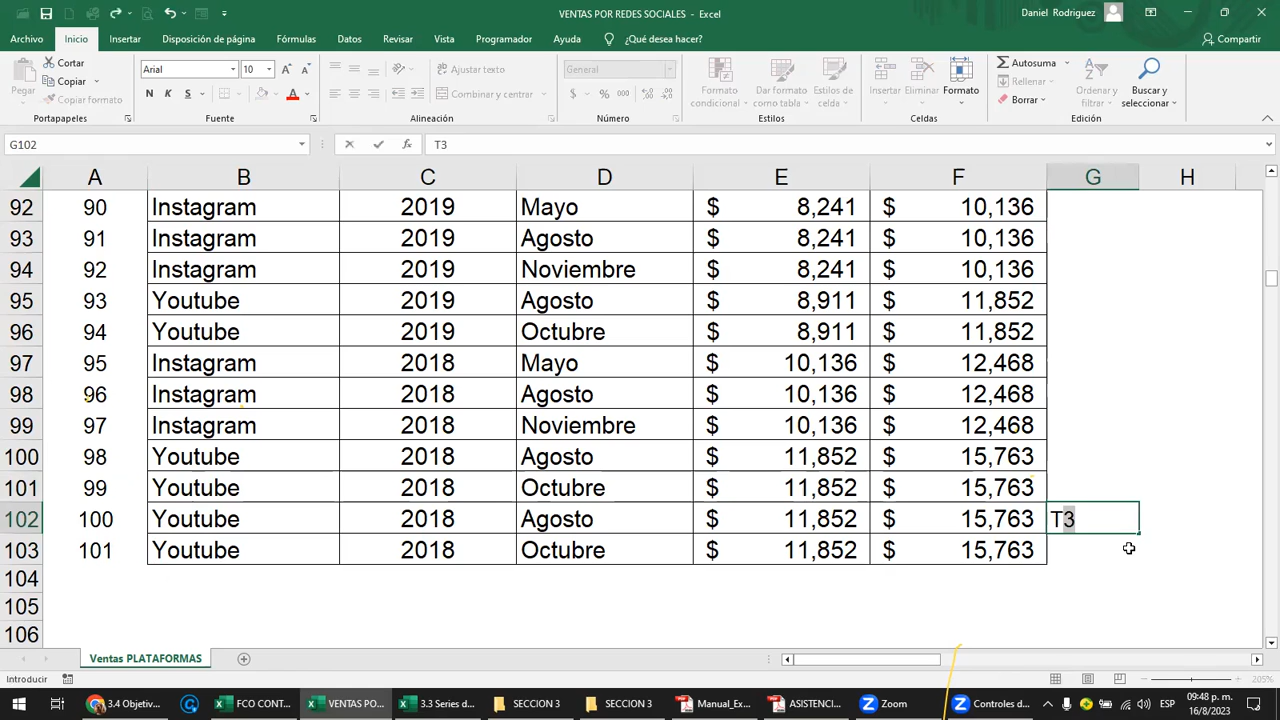 VENTAS POR REDES SOCIALES - Excel
Daniel Rodriguez
Archivo Inicio Insertar Disposición de página Fórmulas Datos Revisar Vista Programador Ayuda ¿Qué desea hacer? Compartir
Pegar
Cortar
Copiar
Copiar formato
Portapapeles
Arial 10
N K S
Fuente
Ajustar texto
Combinar y centrar
Alineación
General
$ % 000
Número
Formato condicional
Dar formato como tabla
Estilos de celda
Estilos
Insertar Eliminar Formato
Celdas
Autosuma
Rellenar
Borrar
Ordenar y filtrar
Buscar y seleccionar
Edición
G102 fx T3
A B C D E F G H
92 90 Instagram 2019 Mayo $ 8,241 $ 10,136
93 91 Instagram 2019 Agosto $ 8,241 $ 10,136
94 92 Instagram 2019 Noviembre $ 8,241 $ 10,136
95 93 Youtube 2019 Agosto $ 8,911 $ 11,852
96 94 Youtube 2019 Octubre $ 8,911 $ 11,852
97 95 Instagram 2018 Mayo $ 10,136 $ 12,468
98 96 Instagram 2018 Agosto $ 10,136 $ 12,468
99 97 Instagram 2018 Noviembre $ 10,136 $ 12,468
100 98 Youtube 2018 Agosto $ 11,852 $ 15,763
101 99 Youtube 2018 Octubre $ 11,852 $ 15,763
102 100 Youtube 2018 Agosto $ 11,852 $ 15,763 T3
103 101 Youtube 2018 Octubre $ 11,852 $ 15,763
104
105
106
Ventas PLATAFORMAS
Introducir 205%
3.4 Objetiv... FCCONT... VENTAS PO... 3.3 Series d... SECCION 3 SECCION 3 Manual_Ex... ASISTENCI... Zoom Controles d... ESP 09:48 p. m.
16/8/2023